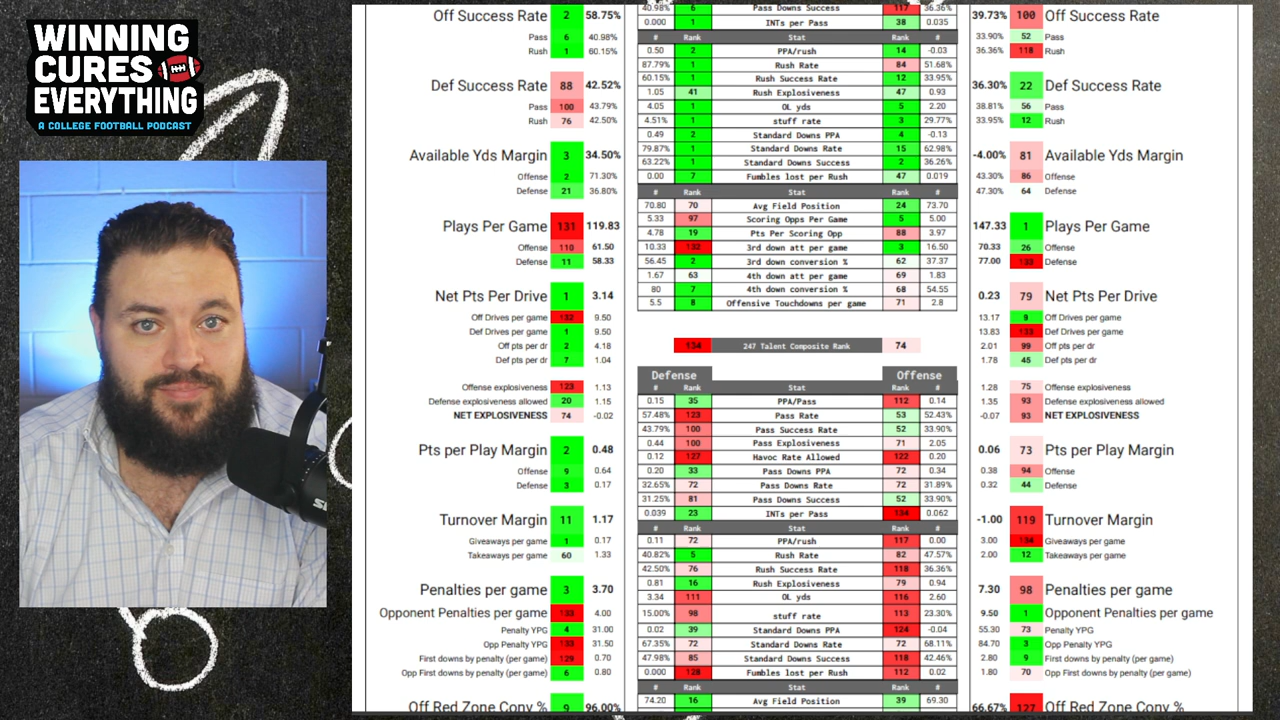 WINNING
CURES
EVERYTHING
A COLLEGE FOOTBALL PODCAST
Off Success Rate 2 58.75%
Pass 6 40.98%
Rush 1 60.15%
Def Success Rate 88 42.52%
Pass 100 43.79%
Rush 76 42.50%
Available Yds Margin 3 34.50%
Offense 2 71.30%
Defense 21 36.80%
Plays Per Game 131 119.83
Offense 110 61.50
Defense 11 58.33
Net Pts Per Drive 1 3.14
Off Drives per game 132 9.50
Def Drives per game 1 9.50
Off pts per dr 2 4.18
Def pts per dr 7 1.04
Offense explosiveness 123 1.13
Defense explosiveness allowed 20 1.15
NET EXPLOSIVENESS 74 -0.02
Pts per Play Margin 2 0.48
Offense 9 0.64
Defense 3 0.17
Turnover Margin 11 1.17
Giveaways per game 1 0.17
Takeaways per game 60 1.33
Penalties per game 3 3.70
Opponent Penalties per game 133 4.00
Penalty YPG 4 31.00
Opp Penalty YPG 133 31.50
First downs by penalty (per game) 129 0.70
Opp First downs by penalty (per game) 6 0.80
Off Red Zone Conv % 9 96.00%
40.98% 6 Pass Downs Success 117 36.36%
0.000 1 INTs per Pass 38 0.035
# Rank Stat Rank #
0.50 2 PPA/rush 14 -0.03
87.79% 1 Rush Rate 84 51.68%
60.15% 1 Rush Success Rate 12 33.95%
1.05 41 Rush Explosiveness 47 0.93
4.05 1 OL yds 5 2.20
4.51% 1 stuff rate 3 29.77%
0.49 2 Standard Downs PPA 4 -0.13
79.87% 1 Standard Downs Rate 15 62.98%
63.22% 1 Standard Downs Success 2 36.26%
0.00 7 Fumbles lost per Rush 47 0.019
# Rank Stat Rank #
70.80 70 Avg Field Position 24 73.70
5.33 97 Scoring Opps Per Game 5 5.00
4.78 19 Pts Per Scoring Opp 88 3.97
10.33 132 3rd down att per game 3 16.50
56.45 2 3rd down conversion % 62 37.37
1.67 63 4th down att per game 69 1.83
80 7 4th down conversion % 68 54.55
5.5 8 Offensive Touchdowns per game 71 2.8
134 247 Talent Composite Rank 74
Defense Offense
# Rank Stat Rank #
0.15 35 PPA/Pass 112 0.14
57.48% 123 Pass Rate 53 52.43%
43.79% 100 Pass Success Rate 52 33.90%
0.44 100 Pass Explosiveness 71 2.05
0.12 127 Havoc Rate Allowed 122 0.20
0.20 33 Pass Downs PPA 72 0.34
32.65% 72 Pass Downs Rate 72 31.89%
31.25% 81 Pass Downs Success 52 33.90%
0.039 23 INTs per Pass 134 0.062
# Rank Stat Rank #
0.11 72 PPA/rush 117 0.00
40.82% 5 Rush Rate 82 47.57%
42.50% 76 Rush Success Rate 118 36.36%
0.81 16 Rush Explosiveness 79 0.94
3.34 111 OL yds 116 2.60
15.00% 98 stuff rate 113 23.30%
0.02 39 Standard Downs PPA 124 -0.04
67.35% 72 Standard Downs Rate 72 68.11%
47.98% 85 Standard Downs Success 118 42.46%
0.000 128 Fumbles lost per Rush 112 0.02
# Rank Stat Rank #
74.20 16 Avg Field Position 39 69.30
39.73% 100 Off Success Rate
33.90% 52 Pass
36.36% 118 Rush
36.30% 22 Def Success Rate
38.81% 56 Pass
33.95% 12 Rush
-4.00% 81 Available Yds Margin
43.30% 86 Offense
47.30% 64 Defense
147.33 1 Plays Per Game
70.33 26 Offense
77.00 133 Defense
0.23 79 Net Pts Per Drive
13.17 9 Off Drives per game
13.83 133 Def Drives per game
2.01 99 Off pts per dr
1.78 45 Def pts per dr
1.28 75 Offense explosiveness
1.35 93 Defense explosiveness allowed
-0.07 93 NET EXPLOSIVENESS
0.06 73 Pts per Play Margin
0.38 94 Offense
0.32 44 Defense
-1.00 119 Turnover Margin
3.00 134 Giveaways per game
2.00 12 Takeaways per game
7.30 98 Penalties per game
9.50 1 Opponent Penalties per game
55.30 73 Penalty YPG
84.70 3 Opp Penalty YPG
2.80 9 First downs by penalty (per game)
1.80 70 Opp First downs by penalty (per game)
66.67% 127 Off Red Zone Conv %